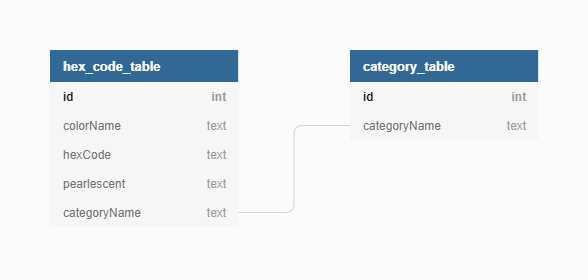 hex_code_table
id int
colorName text
hexCode text
pearlescent text
categoryName text
category_table
id int
categoryName text